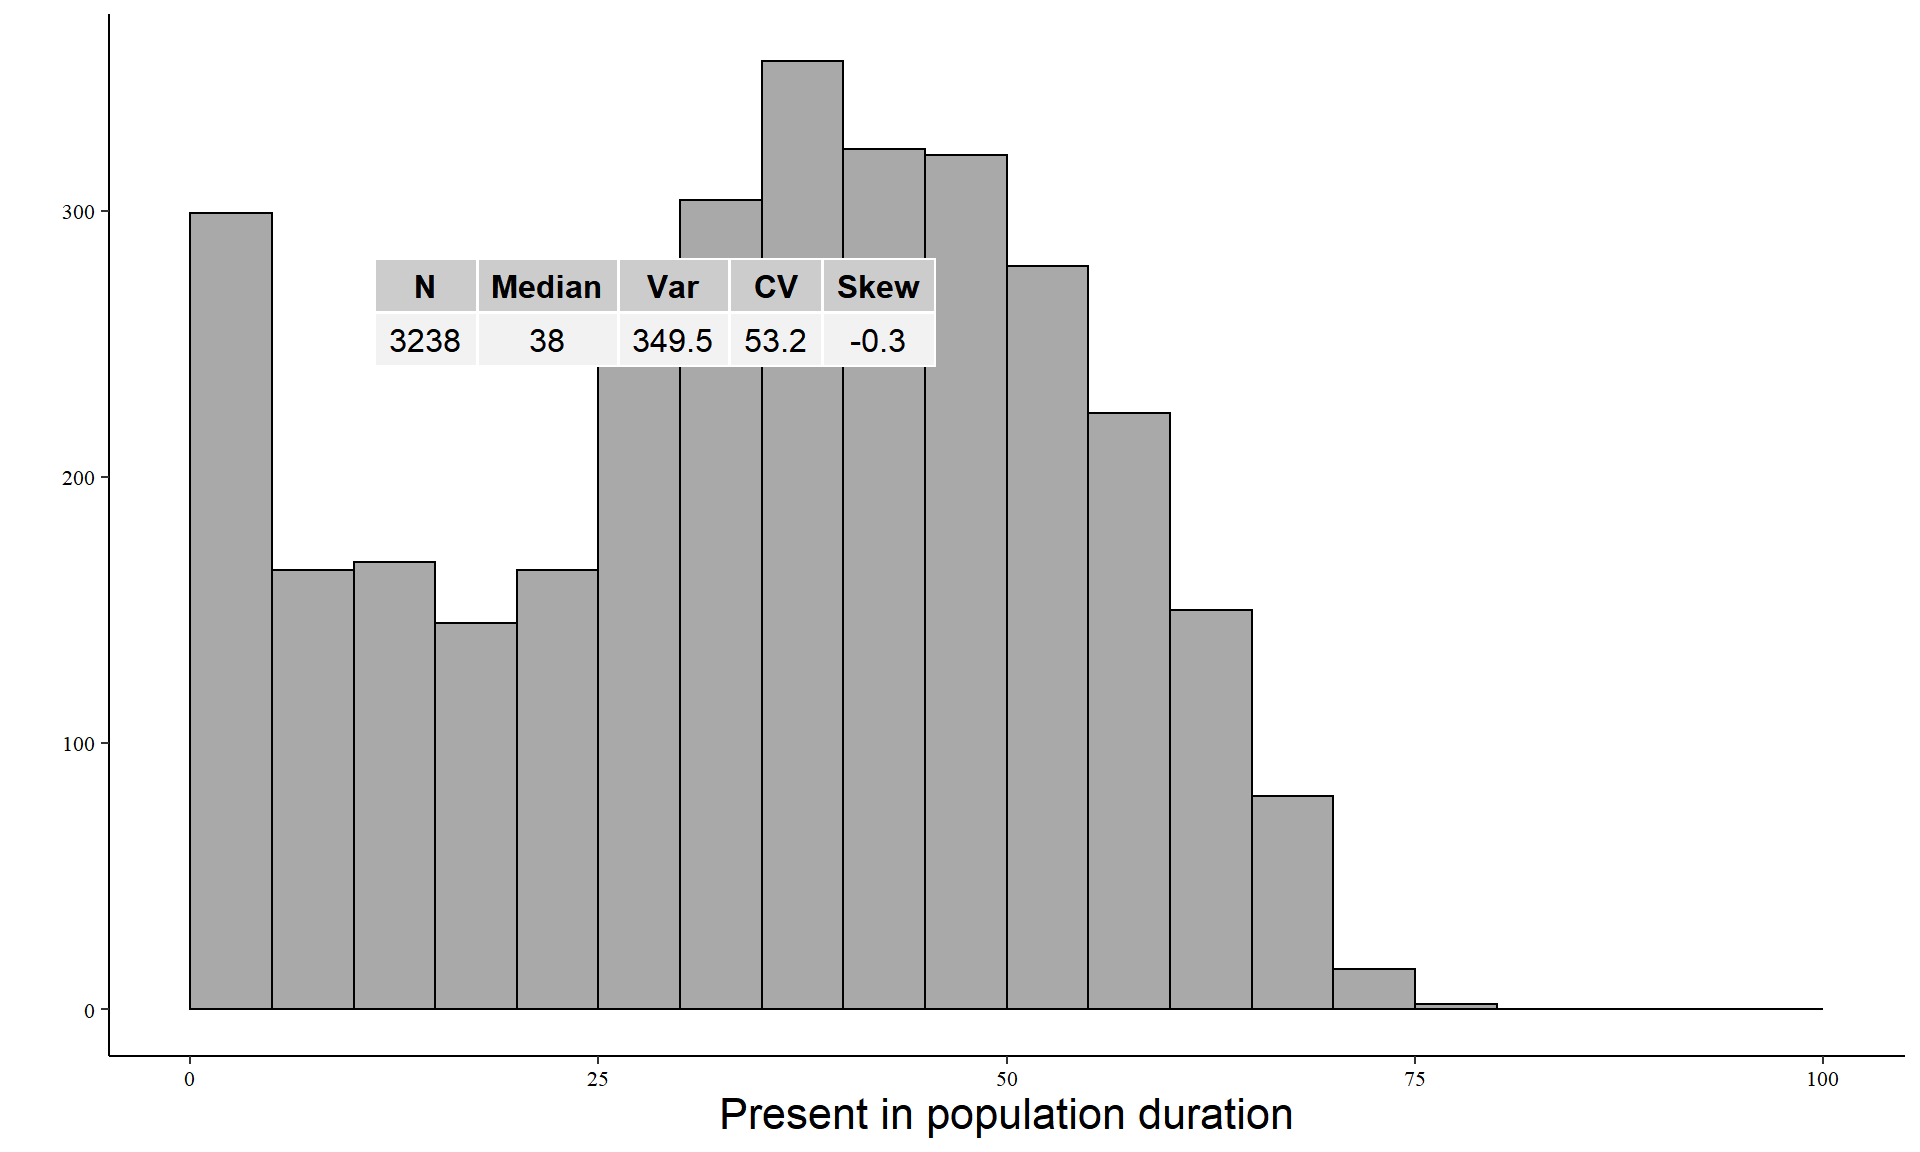 300
200
100
0
N Median Var CV Skew
3238 38 349.5 53.2 -0.3
0 25 50 75 100
Present in population duration